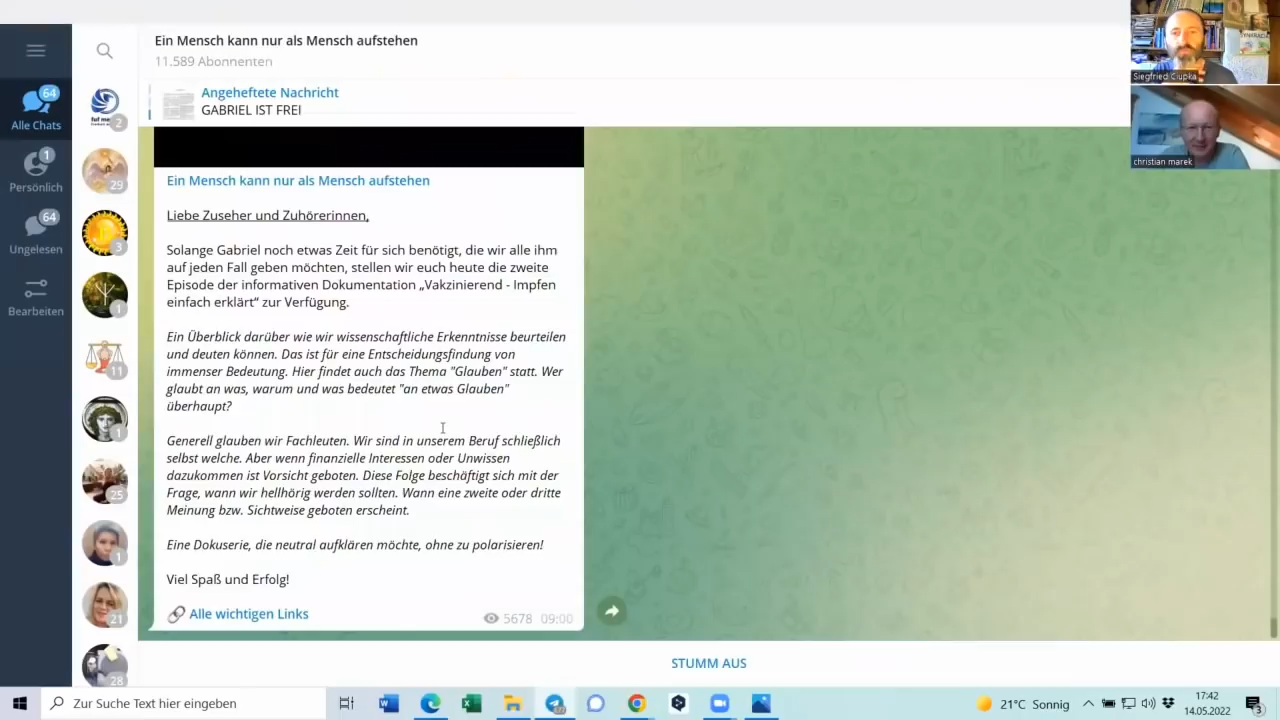 Ein Mensch kann nur als Mensch aufstehen
11.589 Abonnenten
Angeheftete Nachricht
GABRIEL IST FREI
64
Alle Chats
1
Persönlich
64
Ungelesen
Bearbeiten
2
29
3
1
11
1
25
1
21
28
Ein Mensch kann nur als Mensch aufstehen
Liebe Zuseher und Zuhörerinnen,
Solange Gabriel noch etwas Zeit für sich benötigt, die wir alle ihm
auf jeden Fall geben möchten, stellen wir euch heute die zweite
Episode der informativen Dokumentation „Vakzinierend - Impfen
einfach erklärt“ zur Verfügung.
Ein Überblick darüber wie wir wissenschaftliche Erkenntnisse beurteilen
und deuten können. Das ist für eine Entscheidungsfindung von
immenser Bedeutung. Hier findet auch das Thema "Glauben" statt. Wer
glaubt an was, warum und was bedeutet "an etwas Glauben"
überhaupt?
Generell glauben wir Fachleuten. Wir sind in unserem Beruf schließlich
selbst welche. Aber wenn finanzielle Interessen oder Unwissen
dazukommen ist Vorsicht geboten. Diese Folge beschäftigt sich mit der
Frage, wann wir hellhörig werden sollten. Wann eine zweite oder dritte
Meinung bzw. Sichtweise geboten erscheint.
Eine Dokuserie, die neutral aufklären möchte, ohne zu polarisieren!
Viel Spaß und Erfolg!
Alle wichtigen Links
5678 09:00
STUMM AUS
Siegfried Ciupka
christian marek
Zur Suche Text hier eingeben
21°C Sonnig
17:42
14.05.2022
3